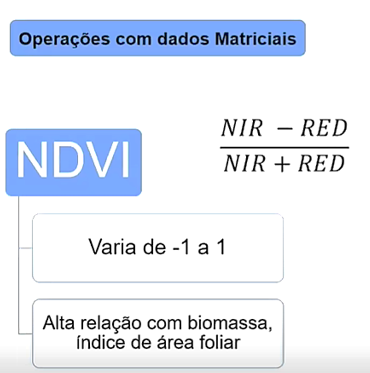 Operações com dados Matriciais
NIR − RED
NIR + RED
NDVI
Varia de -1 a 1
Alta relação com biomassa,
índice de área foliar